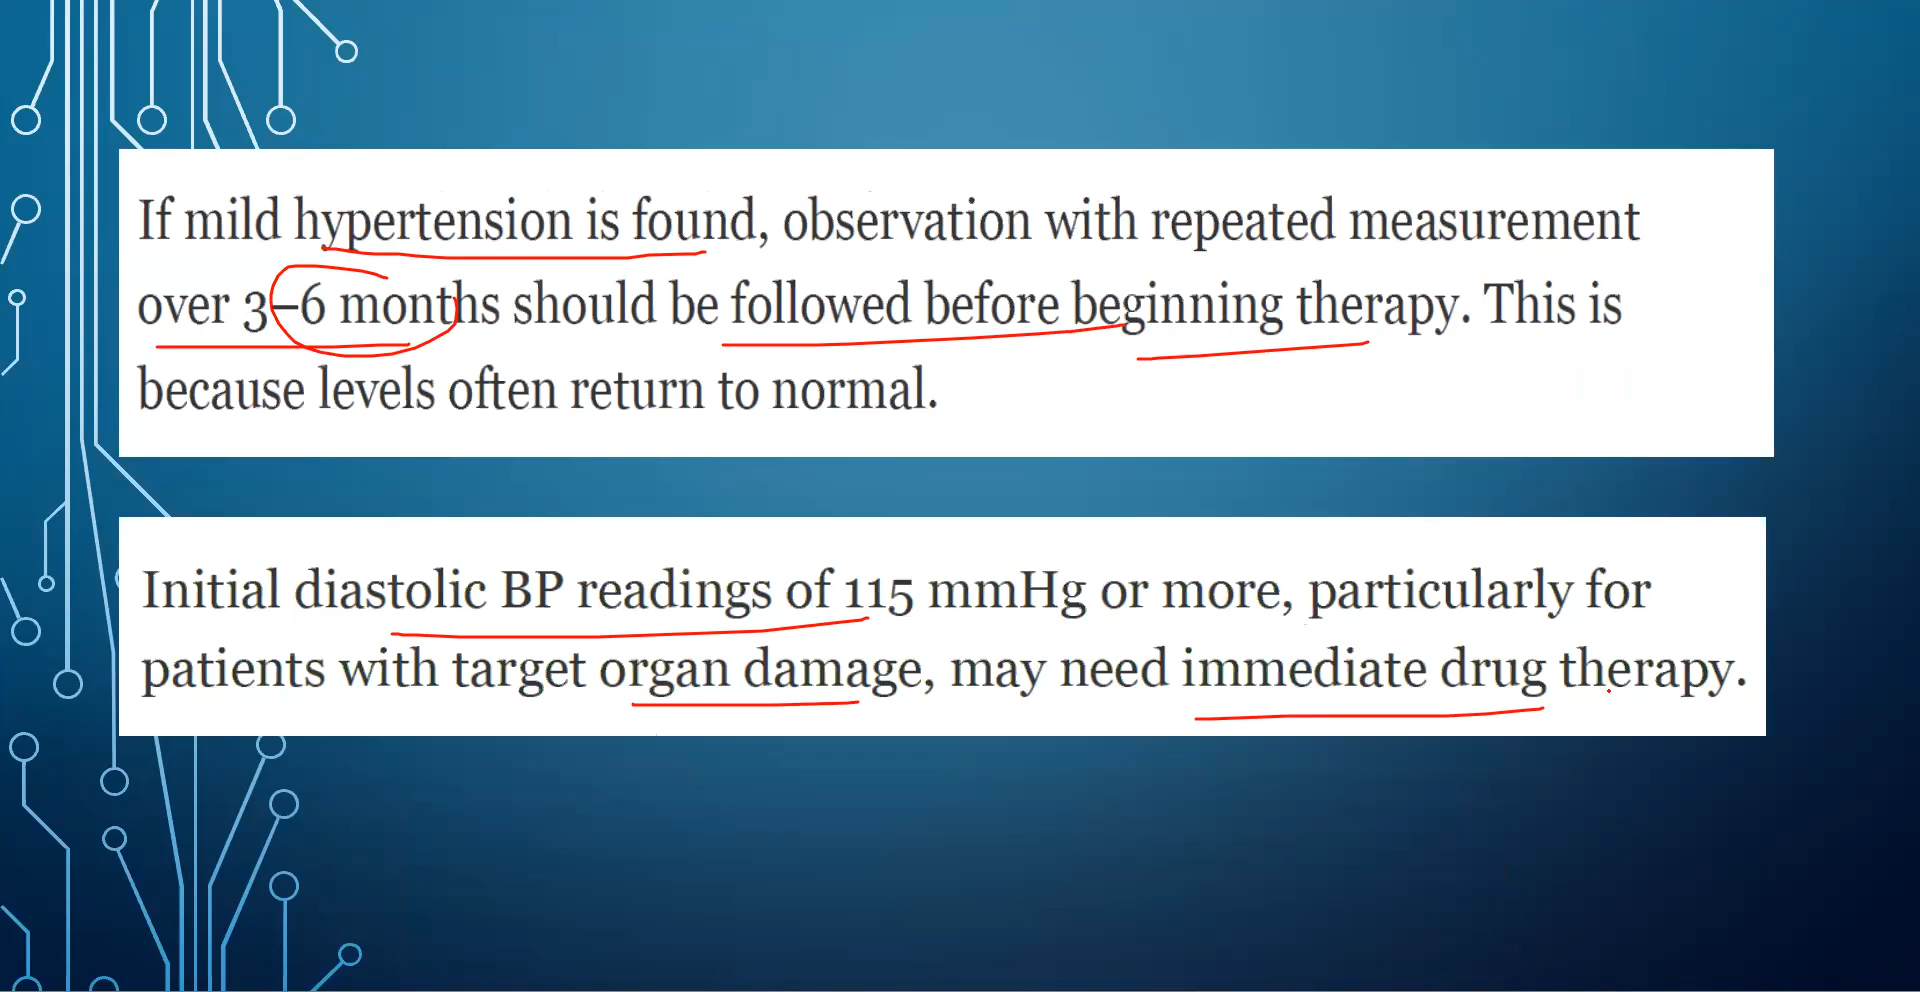 If mild hypertension is found, observation with repeated measurement
over 3–6 months should be followed before beginning therapy. This is
because levels often return to normal.
Initial diastolic BP readings of 115 mmHg or more, particularly for
patients with target organ damage, may need immediate drug therapy.